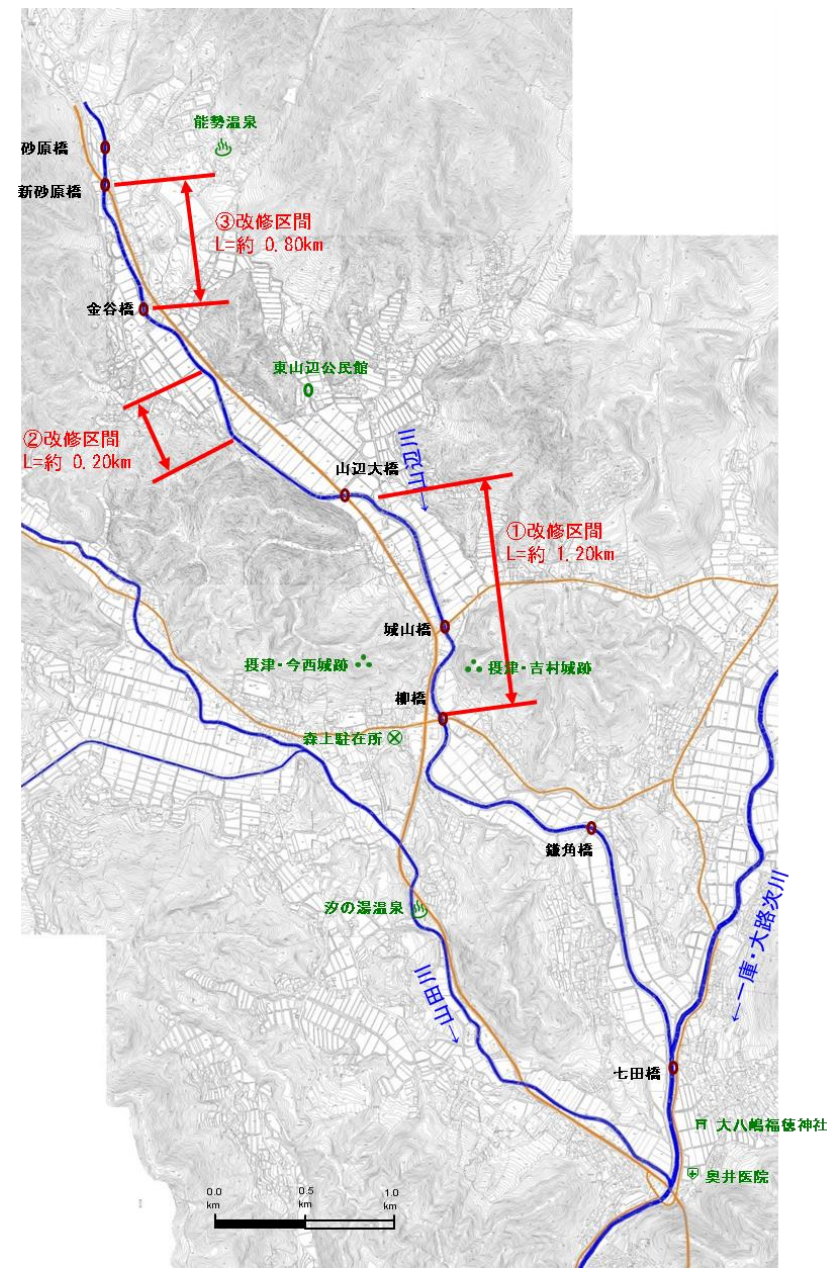 能勢温泉
砂原橋
新砂原橋
③改修区間
L=約 0.80km
金谷橋
東山辺公民館
②改修区間
L=約 0.20km
山辺川→
山辺大橋
①改修区間
L=約 1.20km
城山橋
摂津・今西城跡
摂津・吉村城跡
柳橋
森上駐在所
鎌角橋
汐の湯温泉
←一庫・大路次川
山田川→
七田橋
大八嶋福徳神社
奥井医院
0.0 km
0.5 km
1.0 km